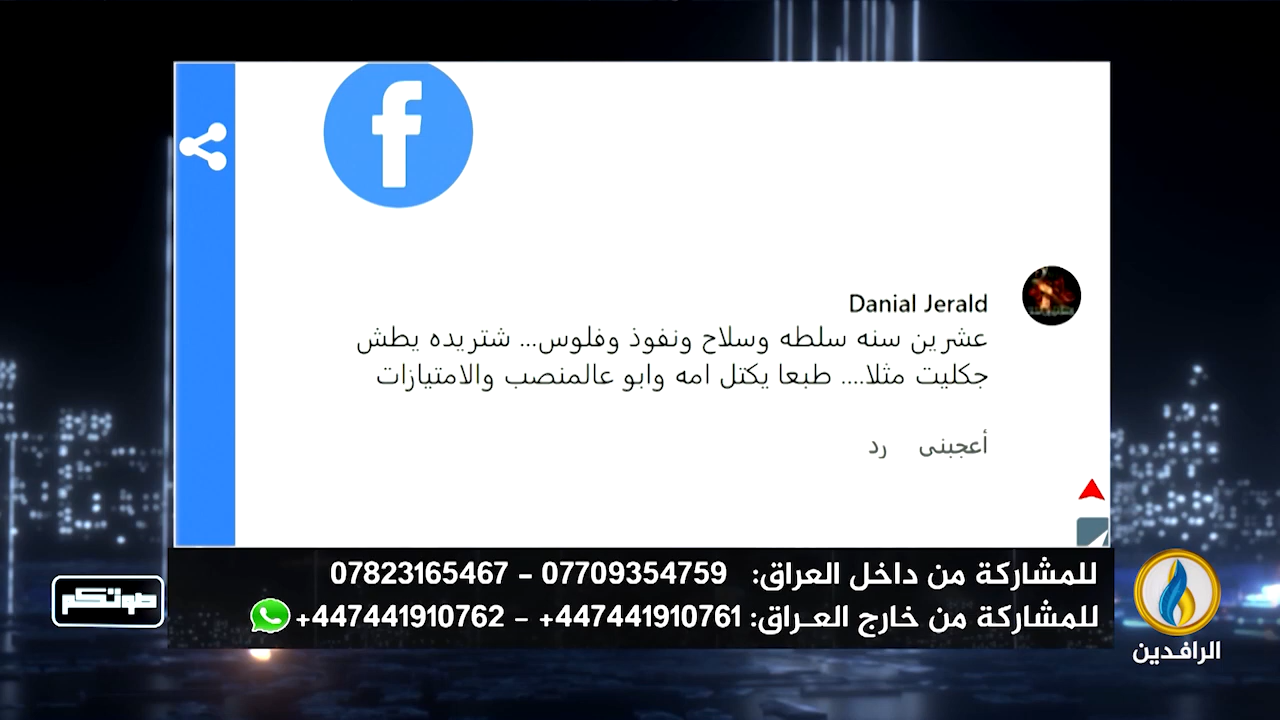 Danial Jerald
عشرين سنه سلطه وسلاح ونفوذ وفلوس... شتريده يطش
جكليت مثلا.... طبعا يكتل امه وابو عالمنصب والامتيازات
أعجبني رد
للمشاركة من داخل العراق: 07709354759 - 07823165467
للمشاركة من خارج العراق: 447441910761+ - 447441910762+
صوتكم
الرافدين